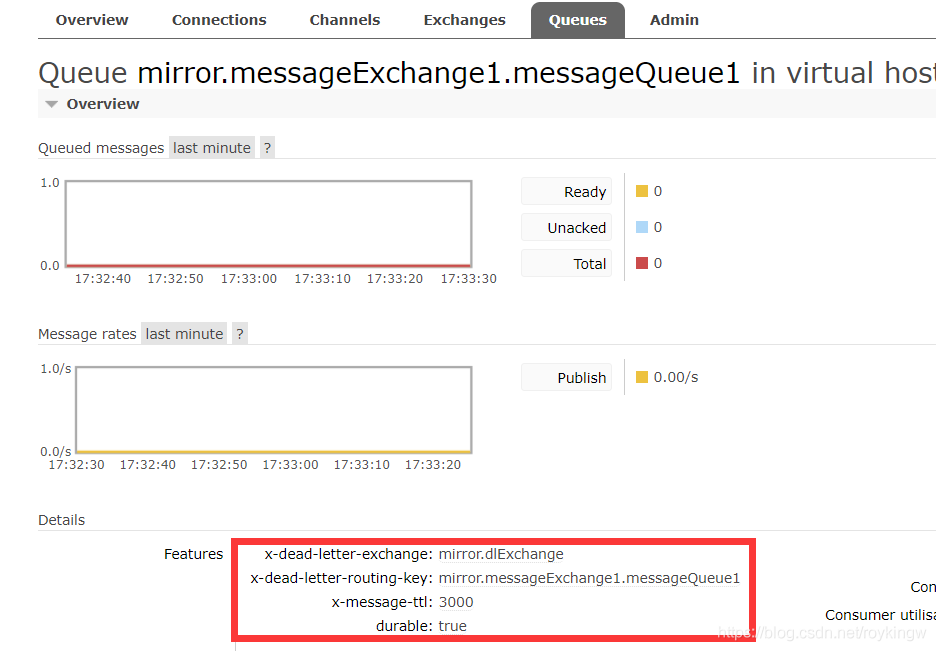 Overview Connections Channels Exchanges Queues Admin
Queue mirror.messageExchange1.messageQueue1 in virtual host
Overview
Queued messages last minute ?
1.0
0.0
17:32:40 17:32:50 17:33:00 17:33:10 17:33:20 17:33:30
Ready 0
Unacked 0
Total 0
Message rates last minute ?
1.0/s
0.0/s
17:32:30 17:32:40 17:32:50 17:33:00 17:33:10 17:33:20
Publish 0.00/s
Details
Features x-dead-letter-exchange: mirror.dlExchange
x-dead-letter-routing-key: mirror.messageExchange1.messageQueue1
x-message-ttl: 3000
durable: true
Con
Consumer utilisa
https://blog.csdn.net/roykingw